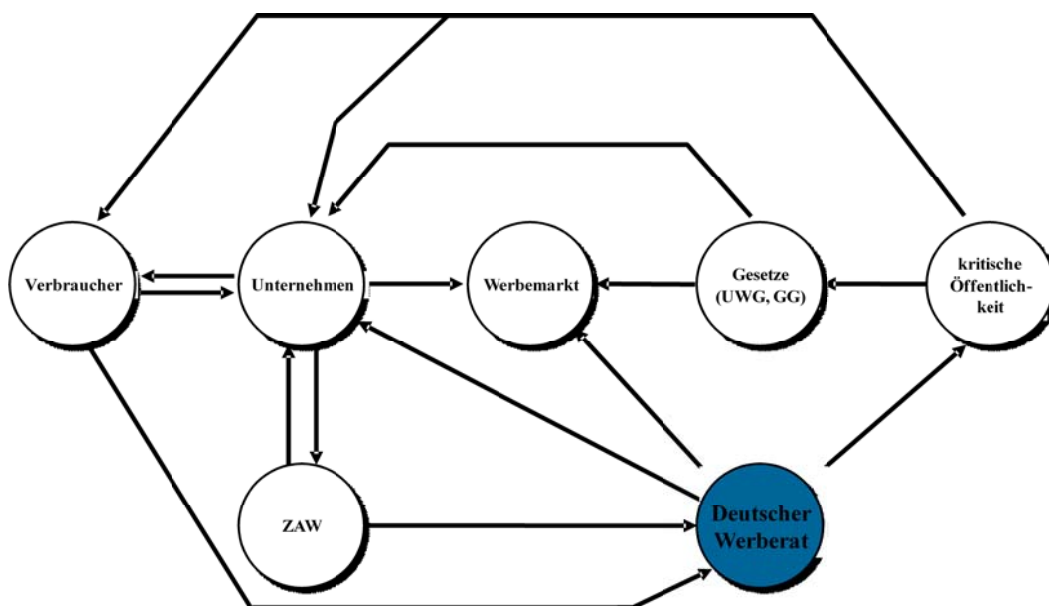 Verbraucher
Unternehmen
Werbemarkt
Gesetze
(UWG, GG)
kritische
Öffentlich-
keit
ZAW
Deutscher
Werberat